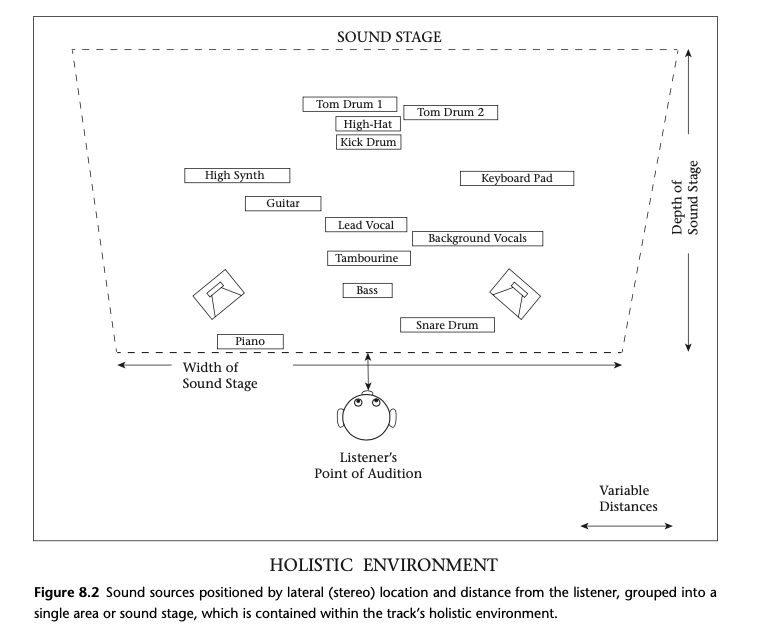 SOUND STAGE
Tom Drum 1
Tom Drum 2
High-Hat
Kick Drum
High Synth
Keyboard Pad
Guitar
Lead Vocal
Background Vocals
Tambourine
Bass
Snare Drum
Piano
Depth of
Sound Stage
Width of
Sound Stage
Listener's
Point of Audition
Variable
Distances
HOLISTIC ENVIRONMENT
Figure 8.2 Sound sources positioned by lateral (stereo) location and distance from the listener, grouped into a
single area or sound stage, which is contained within the track's holistic environment.